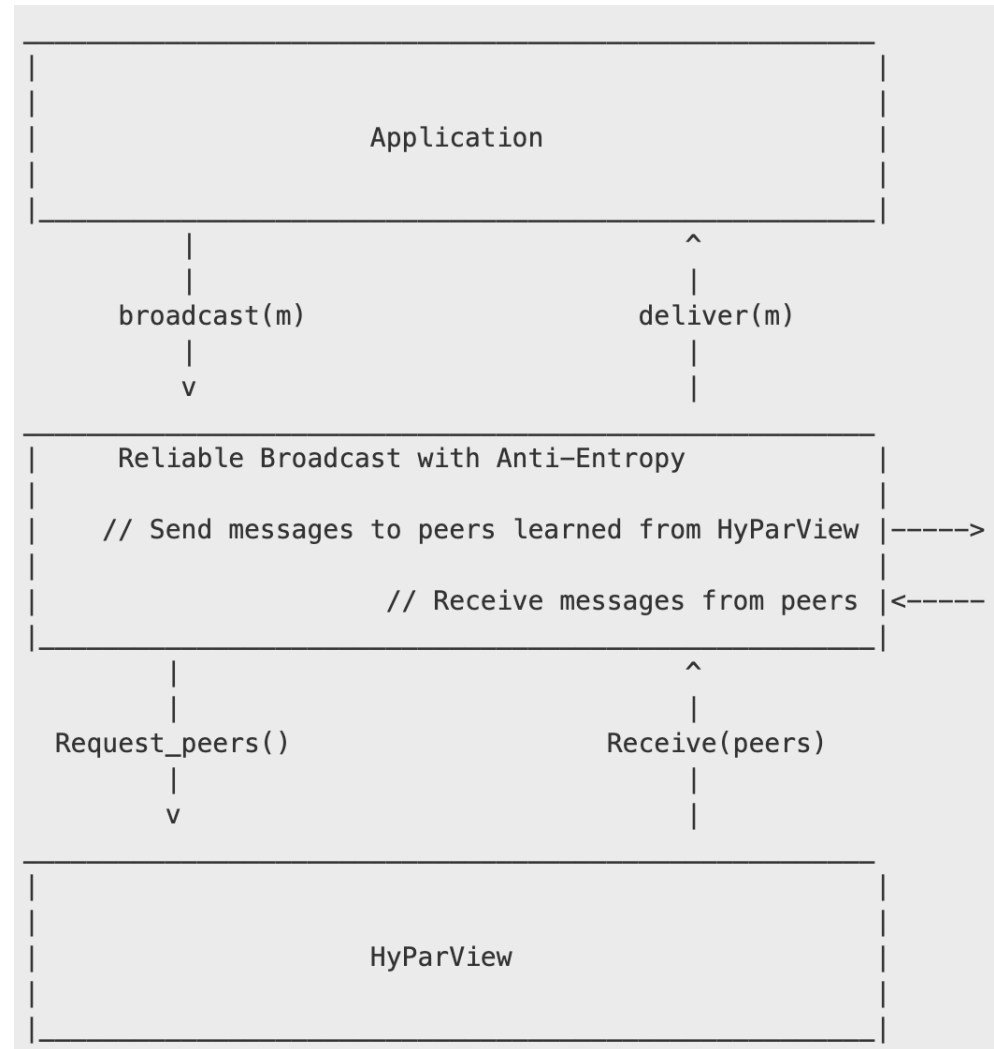 Application
broadcast(m) deliver(m)
Reliable Broadcast with Anti-Entropy
// Send messages to peers learned from HyParView
// Receive messages from peers
Request_peers() Receive(peers)
HyParView